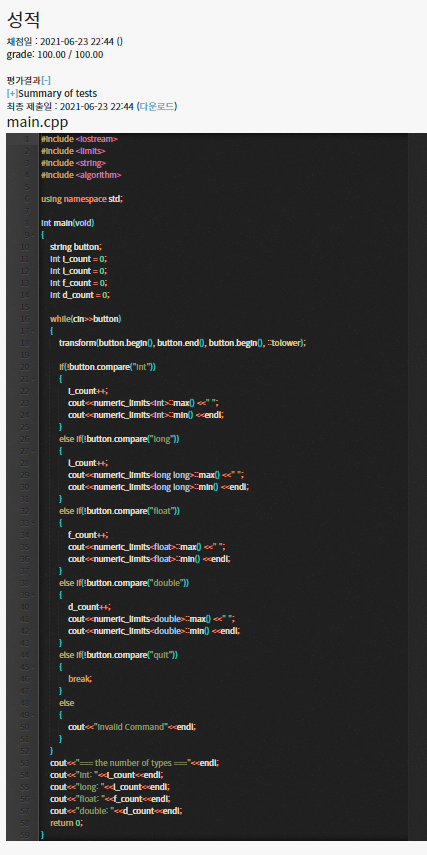 성적
채점일 : 2021-06-23 22:44 ()
grade: 100.00 / 100.00
평가결과[-]
[+]Summary of tests
최종 제출일 : 2021-06-23 22:44 (다운로드)
main.cpp
#include <iostream>
#include <limits>
#include <string>
#include <algorithm>
using namespace std;
int main(void)
{
string button;
int i_count = 0;
int l_count = 0;
int f_count = 0;
int d_count = 0;
while(cin>>button)
{
transform(button.begin(), button.end(), button.begin(), ::tolower);
if(!button.compare("int"))
{
i_count++;
cout<<numeric_limits<int>::max() <<" ";
cout<<numeric_limits<int>::min() <<endl;
}
else if(!button.compare("long"))
{
l_count++;
cout<<numeric_limits<long long>::max() <<" ";
cout<<numeric_limits<long long>::min() <<endl;
}
else if(!button.compare("float"))
{
f_count++;
cout<<numeric_limits<float>::max() <<" ";
cout<<numeric_limits<float>::min() <<endl;
}
else if(!button.compare("double"))
{
d_count++;
cout<<numeric_limits<double>::max() <<" ";
cout<<numeric_limits<double>::min() <<endl;
}
else if(!button.compare("quit"))
{
break;
}
else
{
cout<<"Invalid Command"<<endl;
}
}
cout<<"=== the number of types ==="<<endl;
cout<<"int: "<<i_count<<endl;
cout<<"long: "<<l_count<<endl;
cout<<"float: "<<f_count<<endl;
cout<<"double: "<<d_count<<endl;
return 0;
}